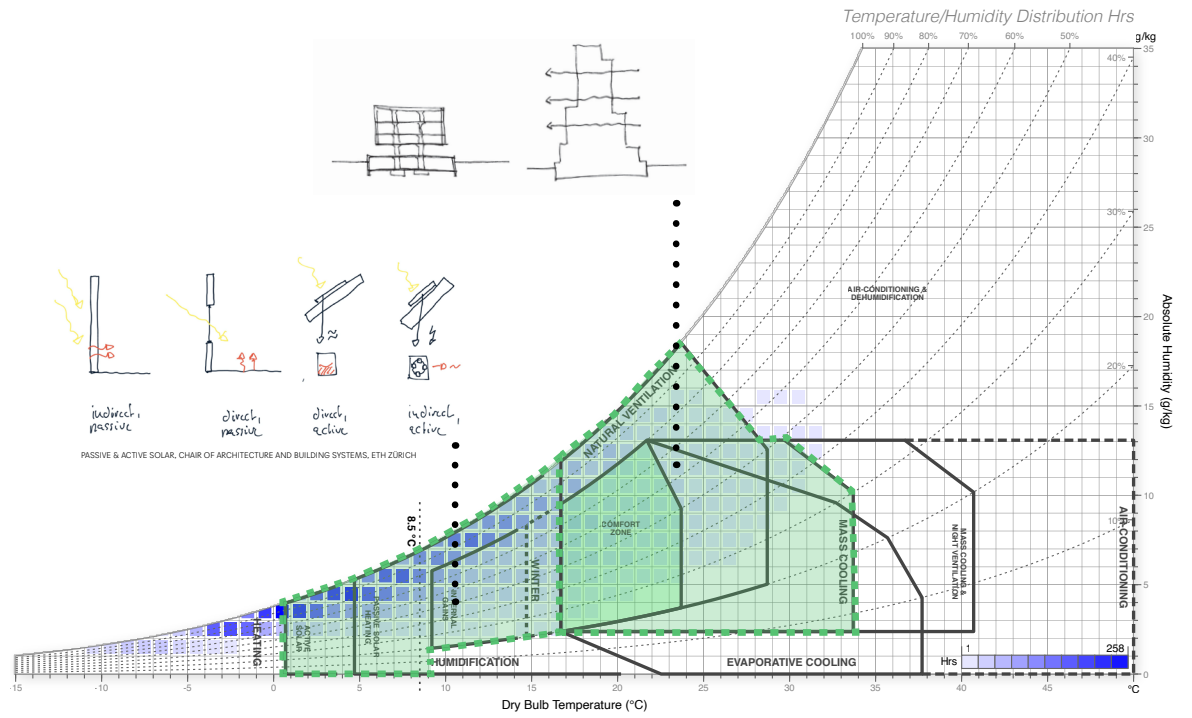 Temperature/Humidity Distribution Hrs
100% 90% 80% 70% 60% 50%
g/kg
35
40%
30
30%
25
AIR-CONDITIONING &
DEHUMIDIFICATION
20
20%
15
Absolute Humidity (g/kg)
indirect,
passive
direct,
passive
direct,
active
indirect,
active
PASSIVE & ACTIVE SOLAR, CHAIR OF ARCHITECTURE AND BUILDING SYSTEMS, ETH ZÜRICH
NATURAL VENTILATION
8.5 °C
COMFORT
ZONE
10
10%
AIR-CONDITIONING
MASS COOLING
MASS COOLING &
NIGHT VENTILATION
WINTER
INTERNAL
GAINS
PASSIVE SOLAR
HEATING
ACTIVE
SOLAR
HEATING
5
HUMIDIFICATION
EVAPORATIVE COOLING
1 258
Hrs
0
-15 -10 -5 0 5 10 15 20 25 30 35 40 45
°C
Dry Bulb Temperature (°C)